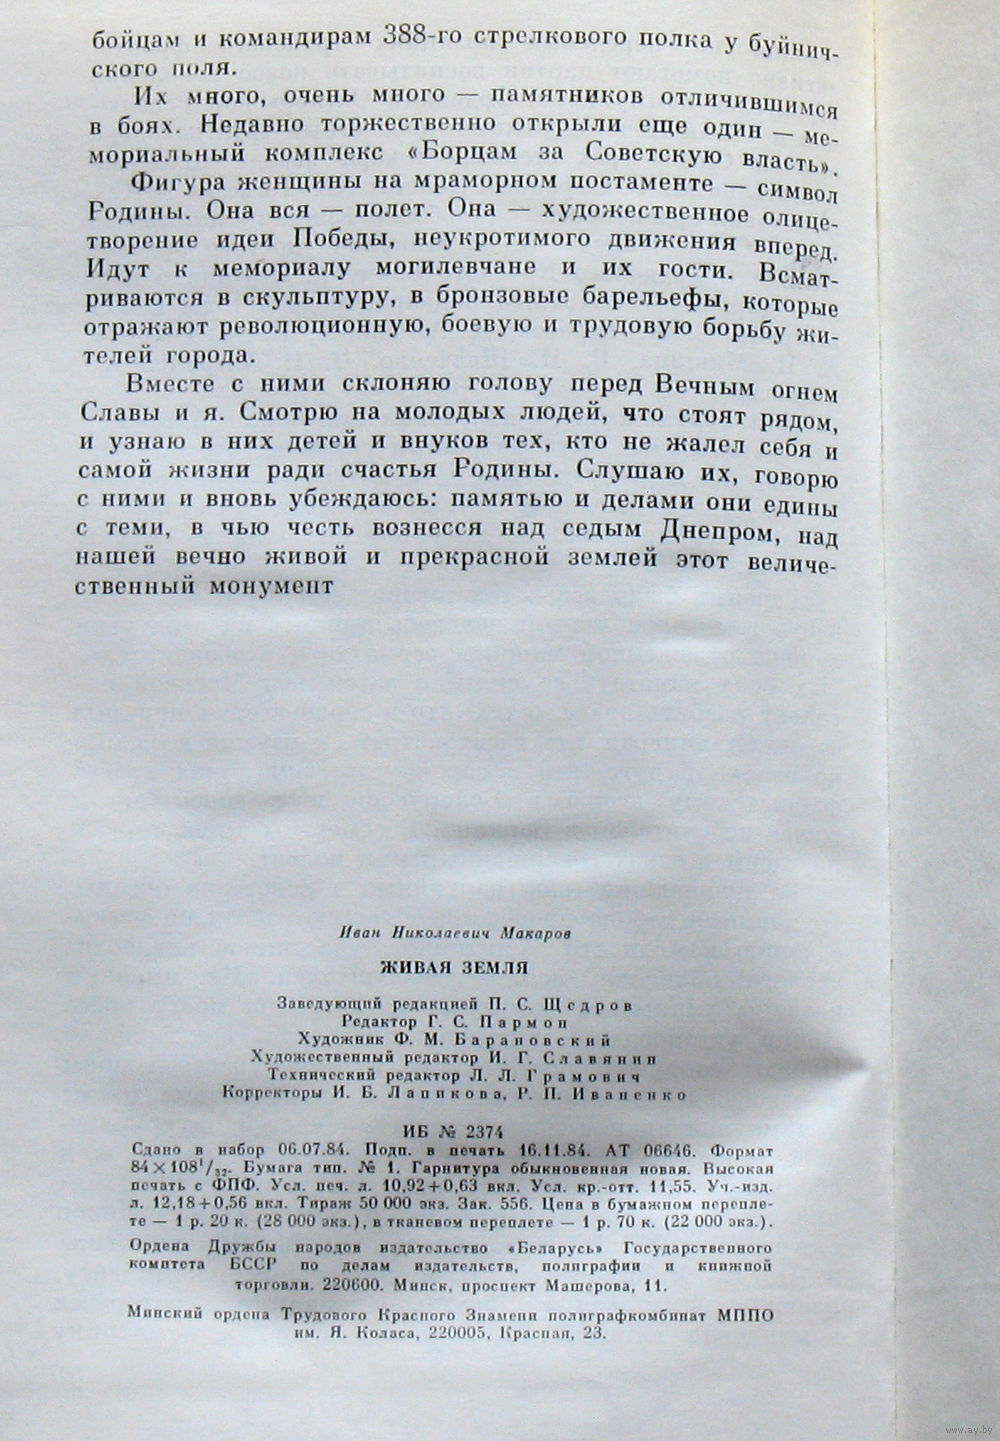 бойцам и командирам 388-го стрелкового полка у буйнич-
ского поля.
Их много, очень много — памятников отличившимся
в боях. Недавно торжественно открыли еще один — ме-
мориальный комплекс «Борцам за Советскую власть».
Фигура женщины на мраморном постаменте — символ
Родины. Она вся — полет. Она — художественное олице-
творение идеи Победы, неукротимого движения вперед.
Идут к мемориалу могилевчане и их гости. Всмат-
риваются в скульптуру, в бронзовые барельефы, которые
отражают революционную, боевую и трудовую борьбу жи-
телей города.
Вместе с ними склоняю голову перед Вечным огнем
Славы и я. Смотрю на молодых людей, что стоят рядом,
и узнаю в них детей и внуков тех, кто не жалел себя и
самой жизни ради счастья Родины. Слушаю их, говорю
с ними и вновь убеждаюсь: памятью и делами они едины
с теми, в чью честь вознесся над седым Днепром, над
нашей вечно живой и прекрасной землей этот величе-
ственный монумент
Иван Николаевич Макаров
ЖИВАЯ ЗЕМЛЯ
Заведующий редакцией П. С. Щедров
Редактор Г. С. Пармон
Художник Ф. М. Барановский
Художественный редактор И. Г. Славянин
Технический редактор Л. Л. Грамович
Корректоры И. Б. Лапикова, Р. П. Иваненко
ИБ № 2374
Сдано в набор 06.07.84. Подп. в печать 16.11.84. АТ 06646. Формат
84×108¹/₃₂. Бумага тип. № 1. Гарнитура обыкновенная новая. Высокая
печать с ФПФ. Усл. печ. л. 10,92+0,63 вкл. Усл. кр.-отт. 11,55. Уч.-изд.
л. 12,18+0,56 вкл. Тираж 50 000 экз. Зак. 556. Цена в бумажном перепле-
те — 1 р. 20 к. (28 000 экз.), в тканевом переплете — 1 р. 70 к. (22 000 экз.).
Ордена Дружбы народов издательство «Беларусь» Государственного
комитета БССР по делам издательств, полиграфии и книжной
торговли. 220600. Минск, проспект Машерова, 11.
Минский ордена Трудового Красного Знамени полиграфкомбинат МППО
им. Я. Коласа, 220005, Красная, 23.
www.ay.by